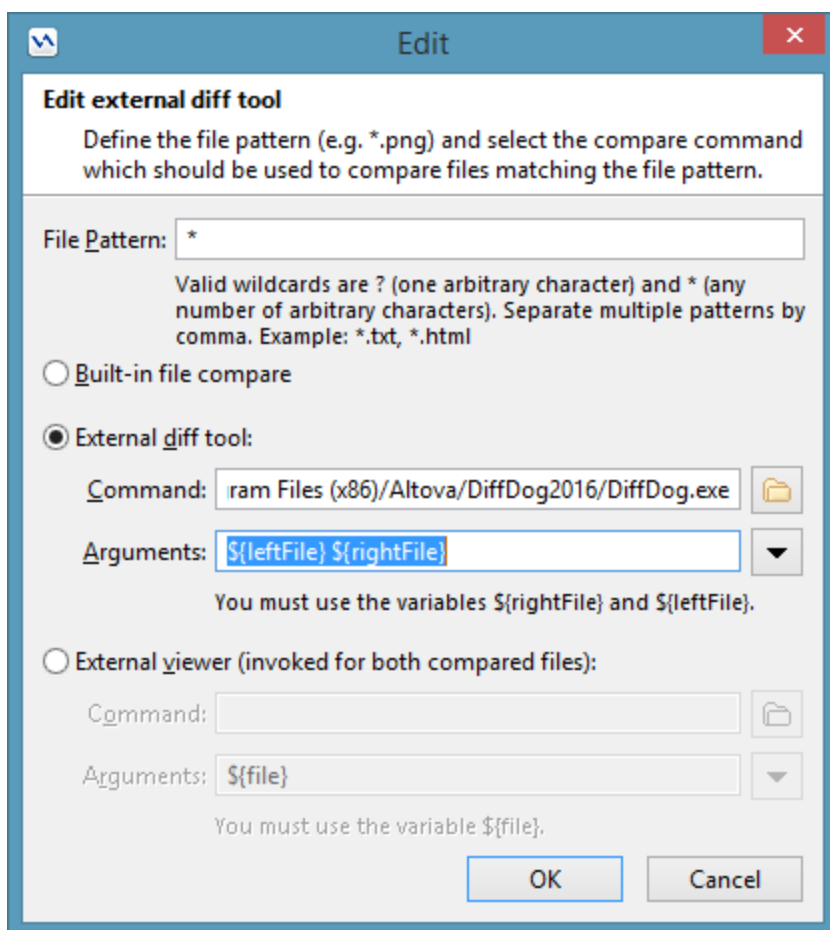 Edit
Edit external diff tool
Define the file pattern (e.g. *.png) and select the compare command
which should be used to compare files matching the file pattern.
File Pattern: *
Valid wildcards are ? (one arbitrary character) and * (any
number of arbitrary characters). Separate multiple patterns by
comma. Example: *.txt, *.html
Built-in file compare
External diff tool:
Command: ram Files (x86)/Altova/DiffDog2016/DiffDog.exe
Arguments: ${leftFile} ${rightFile}
You must use the variables ${rightFile} and ${leftFile}.
External viewer (invoked for both compared files):
Command:
Arguments: ${file}
You must use the variable ${file}.
OK Cancel